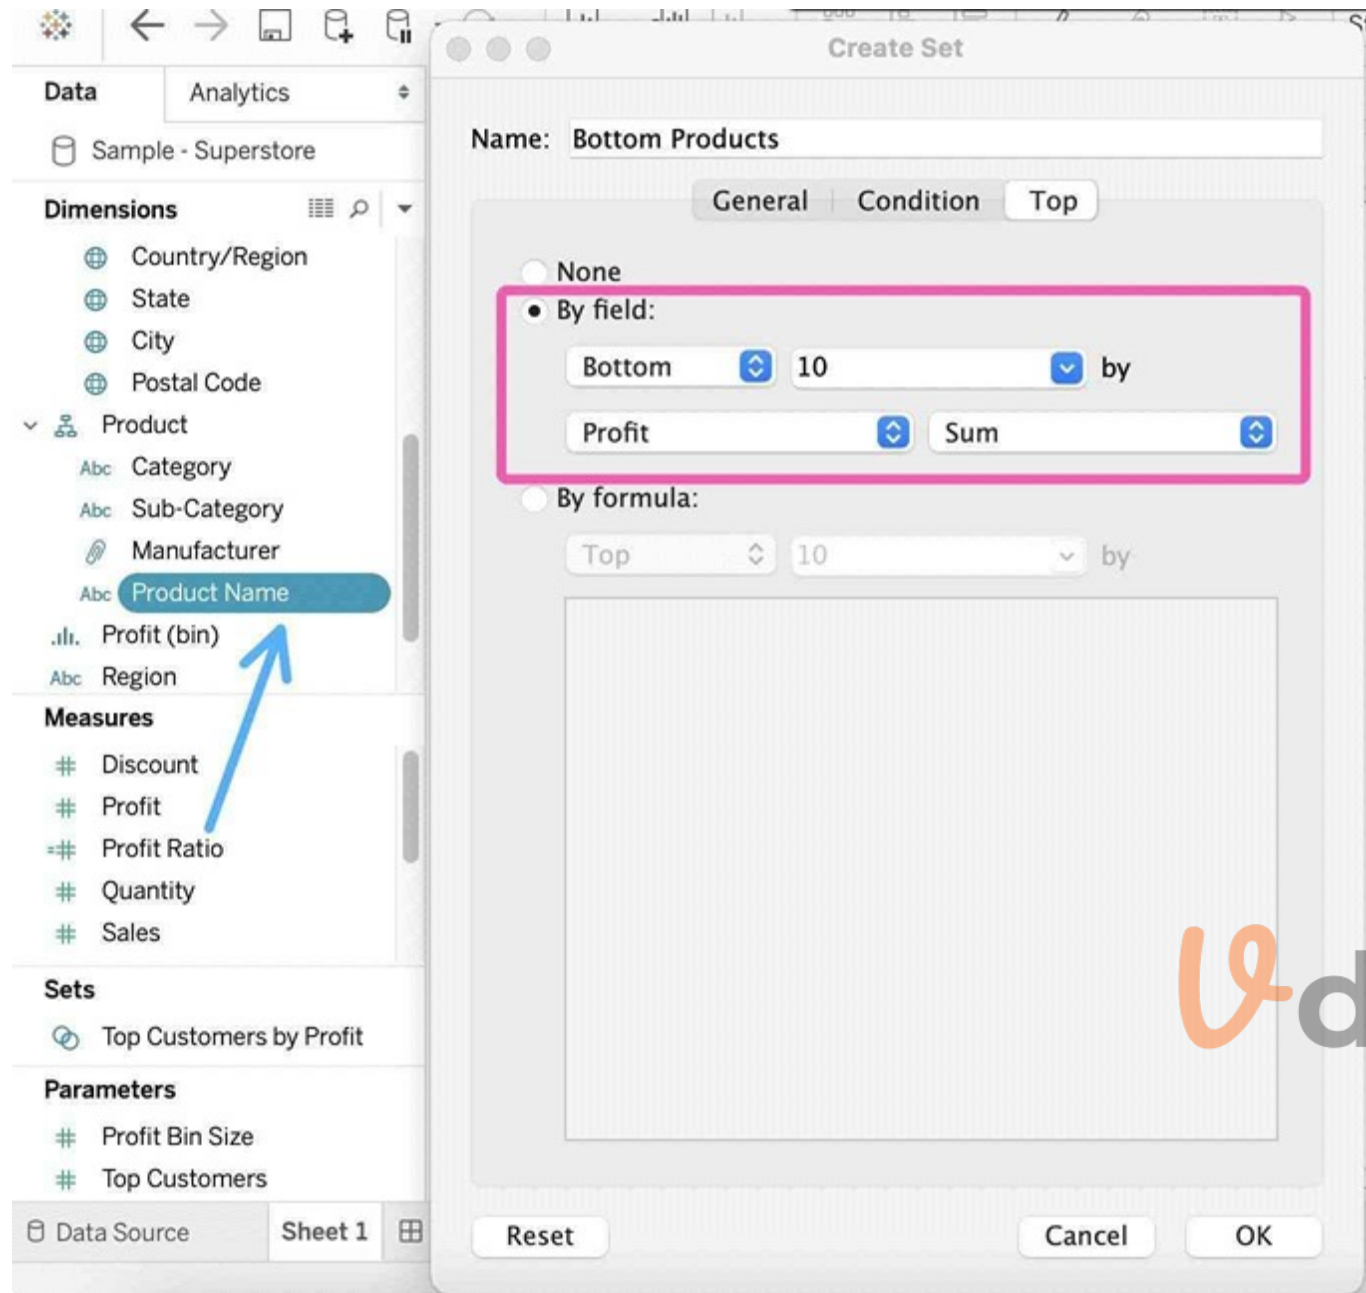 Data Analytics
Sample - Superstore
Dimensions
Country/Region
State
City
Postal Code
Product
Abc Category
Abc Sub-Category
Manufacturer
Abc Product Name
Profit (bin)
Abc Region
Measures
# Discount
# Profit
=# Profit Ratio
# Quantity
# Sales
Sets
Top Customers by Profit
Parameters
# Profit Bin Size
# Top Customers
Data Source Sheet 1
Create Set
Name: Bottom Products
General Condition Top
None
By field:
Bottom 10 by
Profit Sum
By formula:
Top 10 by
Reset Cancel OK